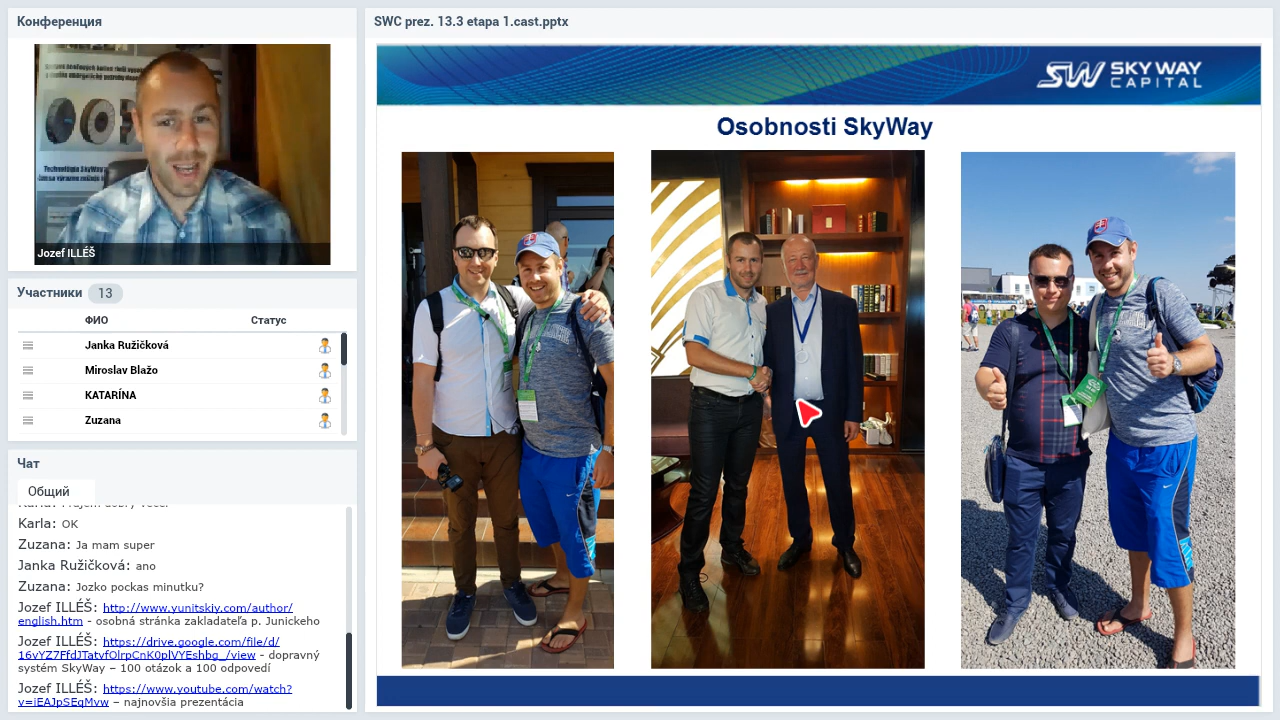 Конференция
Jozef ILLÉŠ
Участники 13
ФИО Статус
Janka Ružičková
Miroslav Blažo
KATARÍNA
Zuzana
Чат
Общий
Karla: OK
Zuzana: Ja mam super
Janka Ružičková: ano
Zuzana: Jozko pockas minutku?
Jozef ILLÉŠ: http://www.yunitskiy.com/author/
english.htm - osobná stránka zakladateľa p. Junickeho
Jozef ILLÉŠ: https://drive.google.com/file/d/
- dopravný
systém SkyWay – 100 otázok a 100 odpovedí
Jozef ILLÉŠ: https://www.youtube.com/watch?
– najnovšia prezentácia
SWC prez. 13.3 etapa 1.cast.pptx
SW SKY WAY
CAPITAL
Osobnosti SkyWay